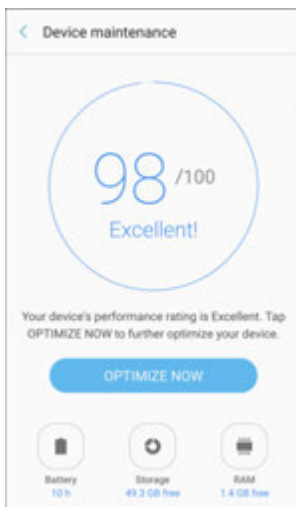 Device maintenance
98 /100
Excellent!
Your device's performance rating is Excellent. Tap
OPTIMIZE NOW to further optimize your device.
OPTIMIZE NOW
Battery Storage RAM
10 h 49.3 GB free 1.4 GB free